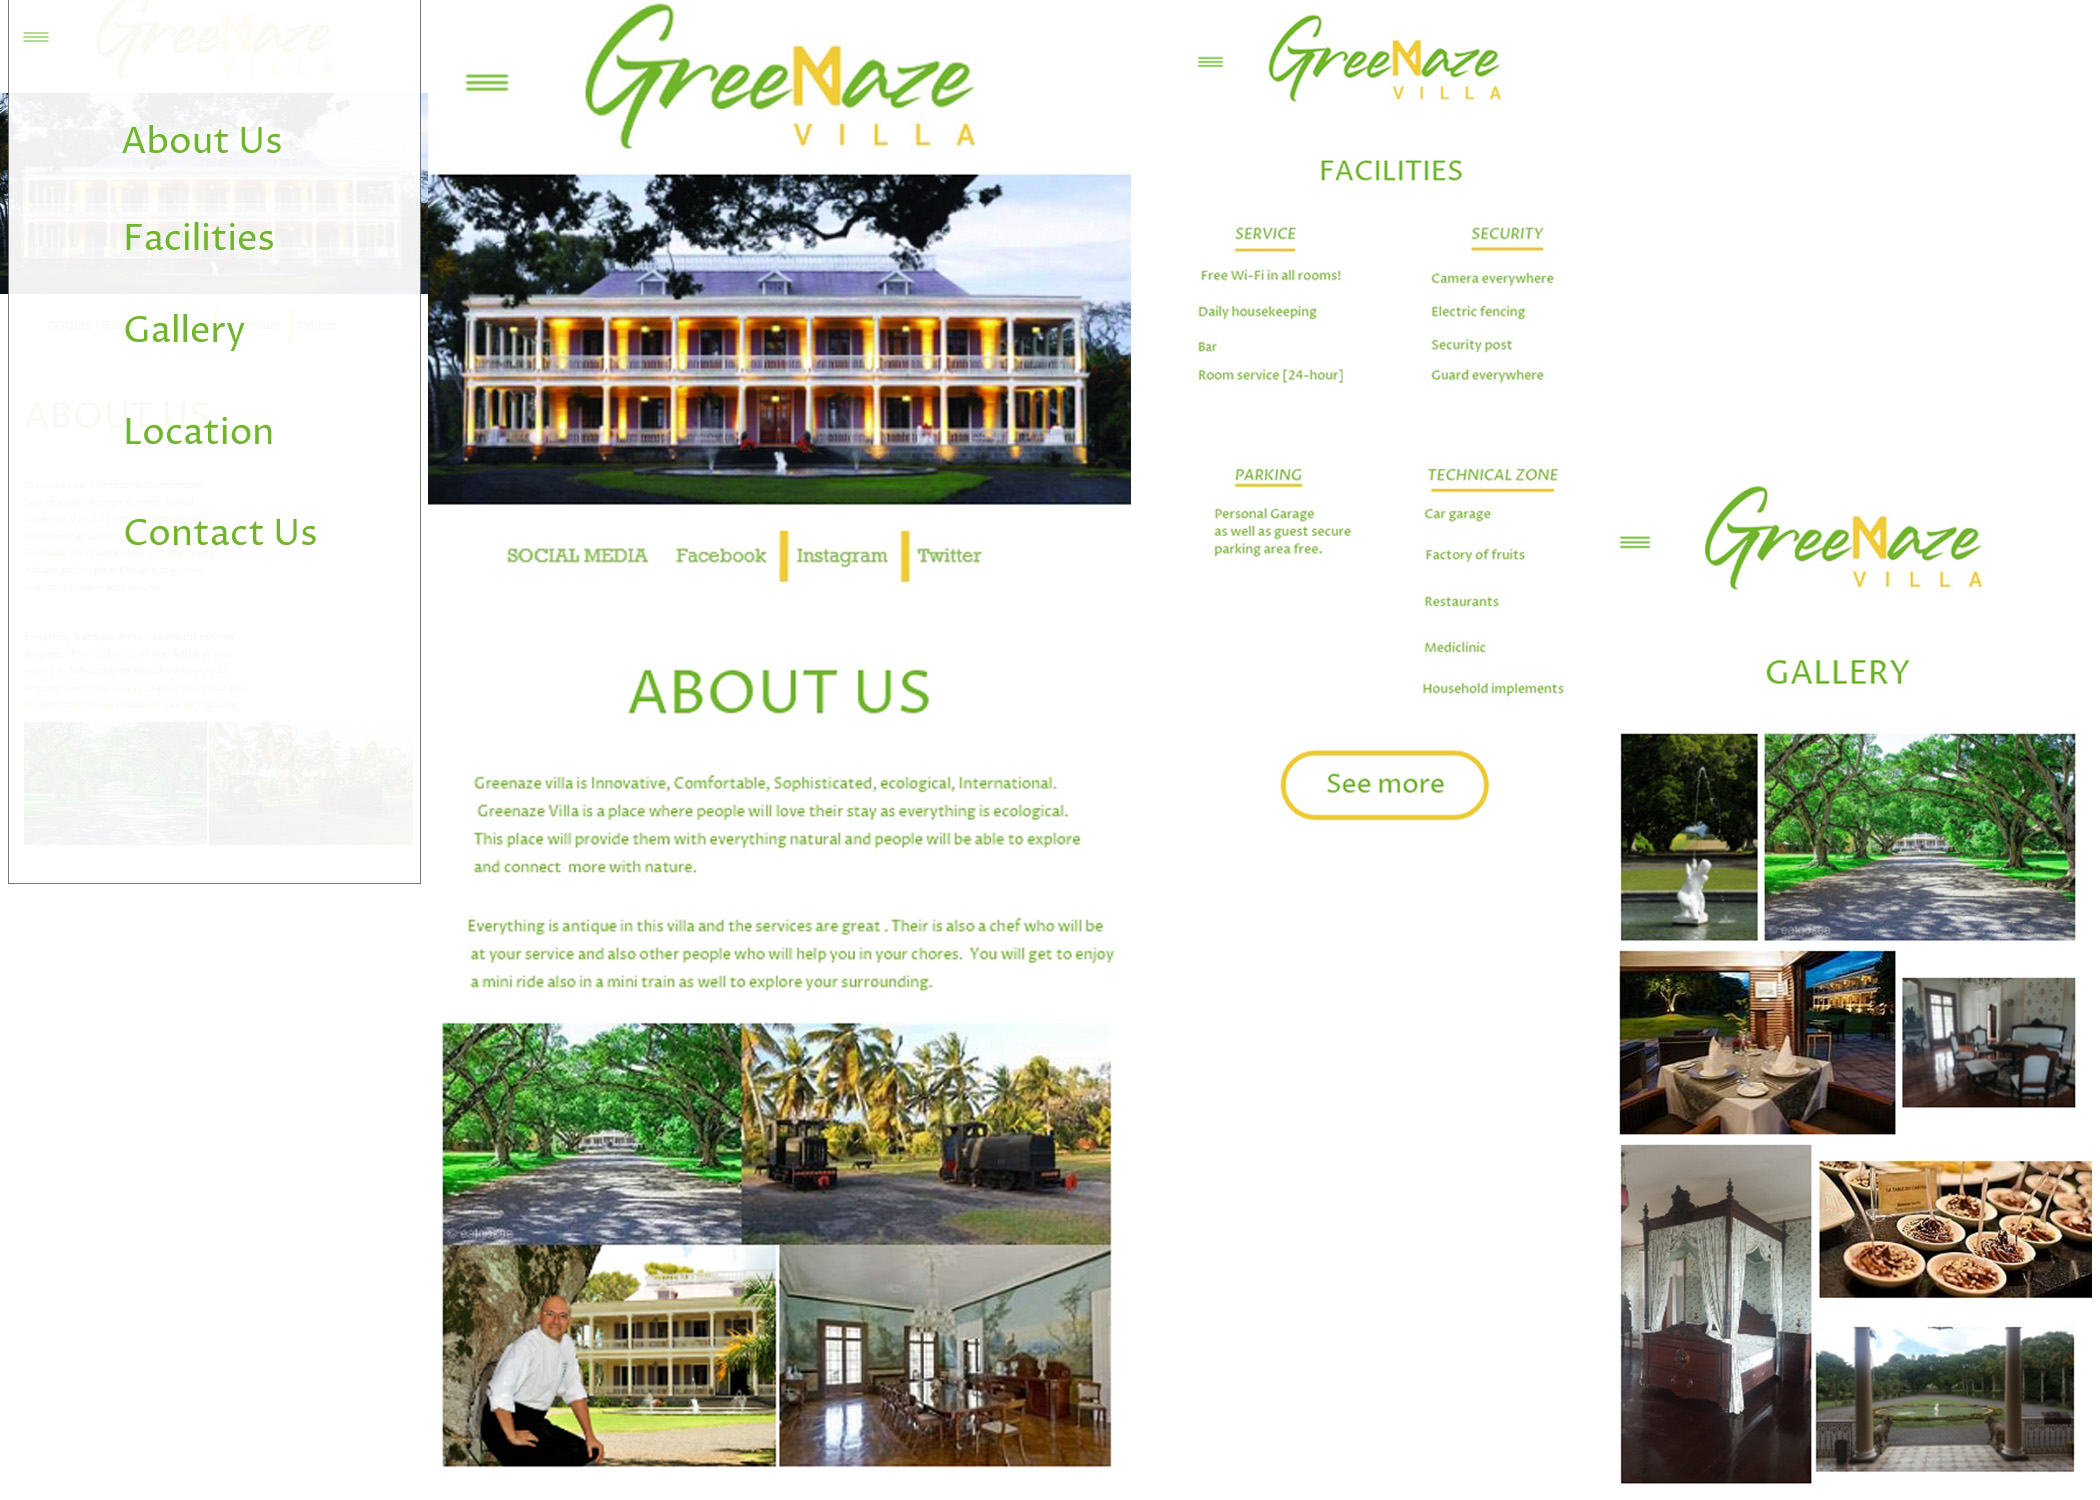 GreeNaze
VILLA
About Us
Facilities
Gallery
Location
Contact Us
SOCIAL MEDIA
ABOUT US
GreeNaze
VILLA
SOCIAL MEDIA Facebook Instagram Twitter
ABOUT US
Greenaze villa is Innovative, Comfortable, Sophisticated, ecological, International.
Greenaze Villa is a place where people will love their stay as everything is ecological.
This place will provide them with everything natural and people will be able to explore
and connect more with nature.
Everything is antique in this villa and the services are great . Their is also a chef who will be
at your service and also other people who will help you in your chores. You will get to enjoy
a mini ride also in a mini train as well to explore your surrounding.
GreeNaze
VILLA
FACILITIES
SERVICE
Free Wi-Fi in all rooms!
Daily housekeeping
Bar
Room service [24-hour]
SECURITY
Camera everywhere
Electric fencing
Security post
Guard everywhere
PARKING
Personal Garage
as well as guest secure
parking area free.
TECHNICAL ZONE
Car garage
Factory of fruits
Restaurants
Mediclinic
Household implements
See more
GreeNaze
VILLA
GALLERY